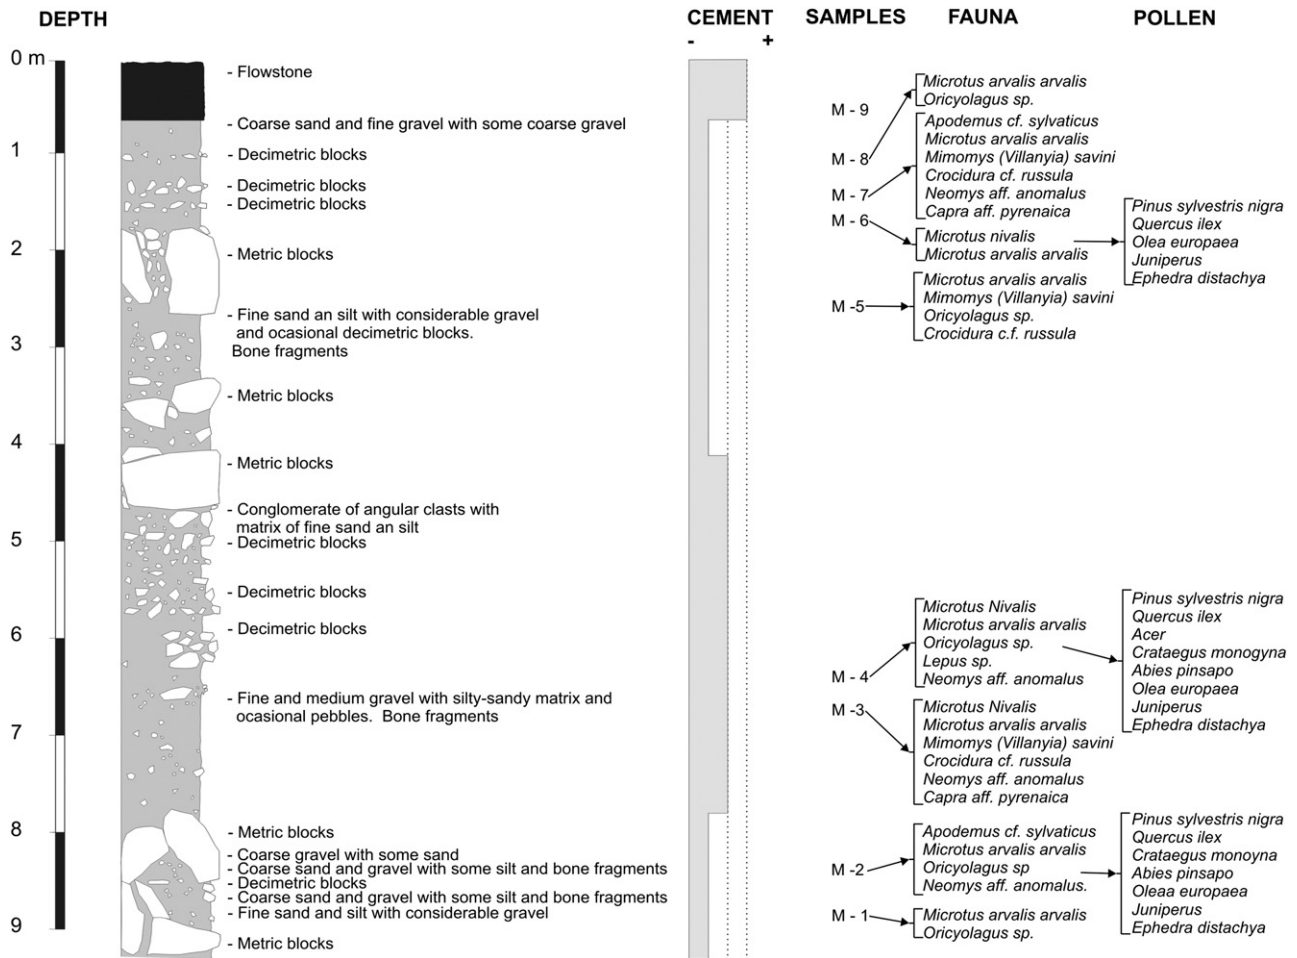 DEPTH
CEMENT
- +
SAMPLES
FAUNA
POLLEN
0 m
1
2
3
4
5
6
7
8
9
- Flowstone
- Coarse sand and fine gravel with some coarse gravel
- Decimetric blocks
- Decimetric blocks
- Decimetric blocks
- Metric blocks
- Fine sand an silt with considerable gravel
and ocasional decimetric blocks.
Bone fragments
- Metric blocks
- Metric blocks
- Conglomerate of angular clasts with
matrix of fine sand an silt
- Decimetric blocks
- Decimetric blocks
- Decimetric blocks
- Fine and medium gravel with silty-sandy matrix and
ocasional pebbles. Bone fragments
- Metric blocks
- Coarse gravel with some sand
- Coarse sand and gravel with some silt and bone fragments
- Decimetric blocks
- Coarse sand and gravel with some silt and bone fragments
- Fine sand and silt with considerable gravel
- Metric blocks
M - 9
M - 8
M - 7
M - 6
M -5
M - 4
M -3
M -2
M - 1
Microtus arvalis arvalis
Oricyolagus sp.
Apodemus cf. sylvaticus
Microtus arvalis arvalis
Mimomys (Villanyia) savini
Crocidura cf. russula
Neomys aff. anomalus
Capra aff. pyrenaica
Microtus nivalis
Microtus arvalis arvalis
Microtus arvalis arvalis
Mimomys (Villanyia) savini
Oricyolagus sp.
Crocidura c.f. russula
Microtus Nivalis
Microtus arvalis arvalis
Oricyolagus sp.
Lepus sp.
Neomys aff. anomalus
Microtus Nivalis
Microtus arvalis arvalis
Mimomys (Villanyia) savini
Crocidura cf. russula
Neomys aff. anomalus
Capra aff. pyrenaica
Apodemus cf. sylvaticus
Microtus arvalis arvalis
Oricyolagus sp
Neomys aff. anomalus.
Microtus arvalis arvalis
Oricyolagus sp.
Pinus sylvestris nigra
Quercus ilex
Olea europaea
Juniperus
Ephedra distachya
Pinus sylvestris nigra
Quercus ilex
Acer
Crataegus monogyna
Abies pinsapo
Olea europaea
Juniperus
Ephedra distachya
Pinus sylvestris nigra
Quercus ilex
Crataegus monoyna
Abies pinsapo
Oleaa europaea
Juniperus
Ephedra distachya